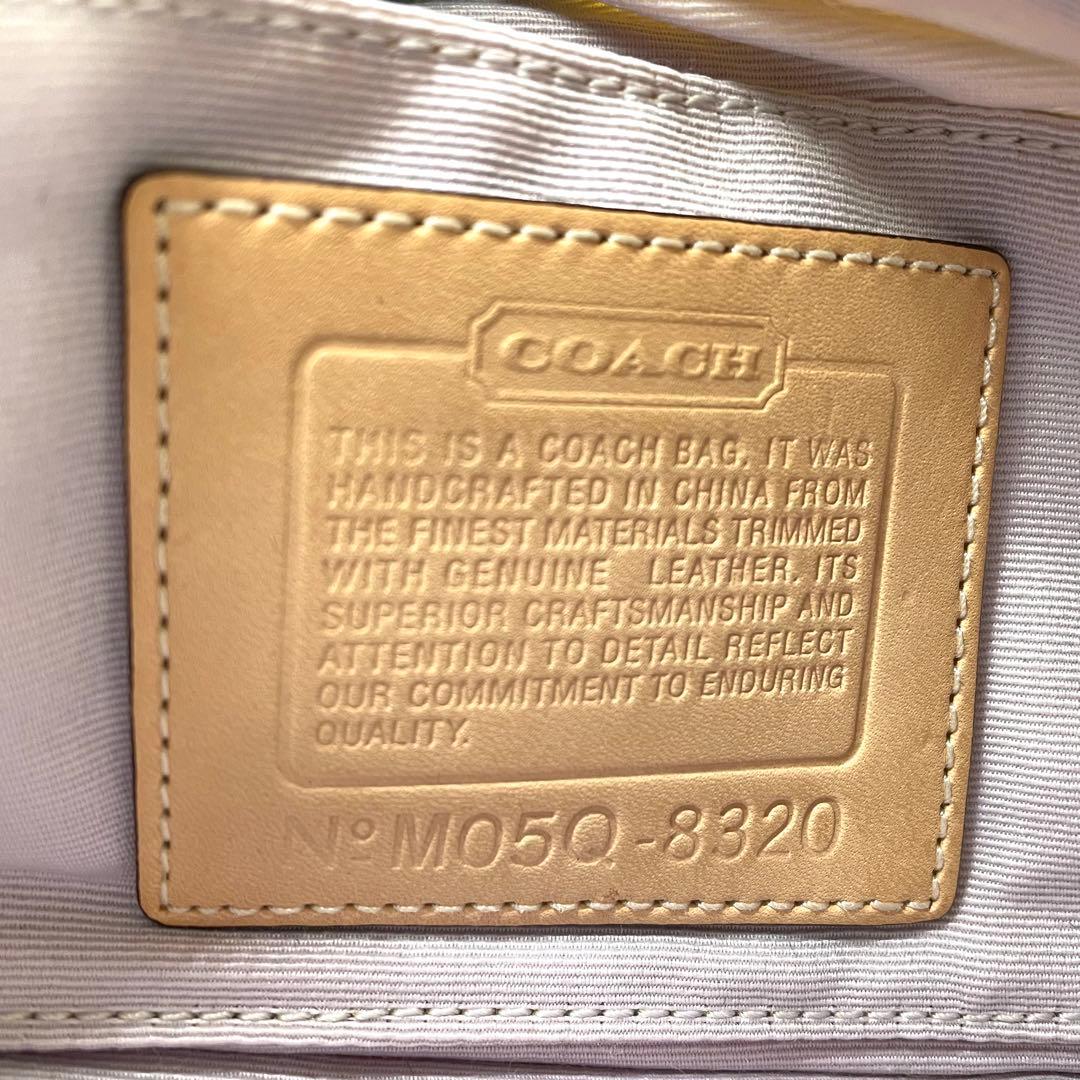 COACH
THIS IS A COACH BAG. IT WAS
HANDCRAFTED IN CHINA FROM
THE FINEST MATERIALS TRIMMED
WITH GENUINE LEATHER. ITS
SUPERIOR CRAFTSMANSHIP AND
ATTENTION TO DETAIL REFLECT
OUR COMMITMENT TO ENDURING
QUALITY.
No M05Q-8320